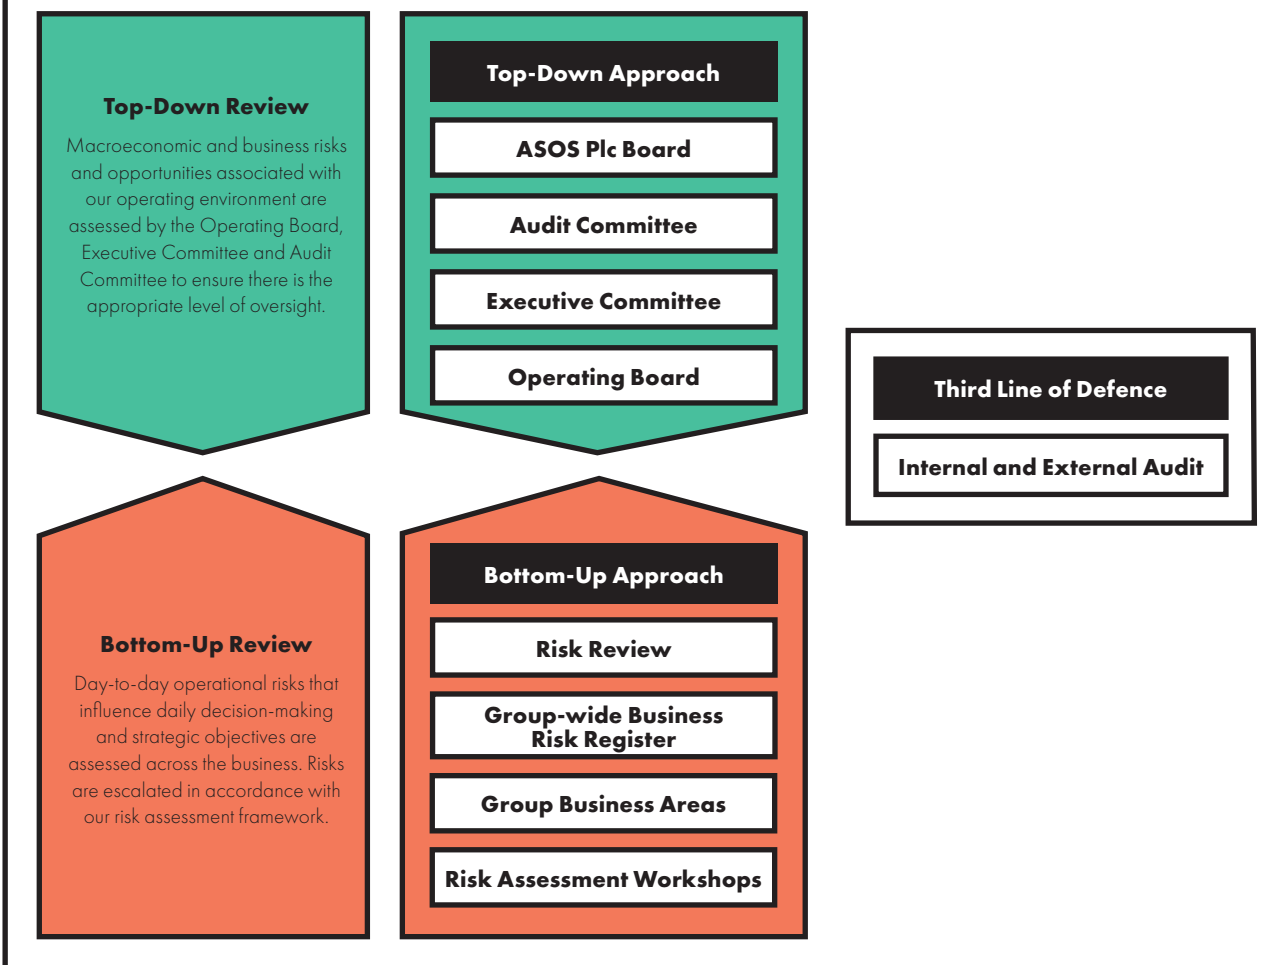 Top-Down Review
Macroeconomic and business risks
and opportunities associated with
our operating environment are
assessed by the Operating Board,
Executive Committee and Audit
Committee to ensure there is the
appropriate level of oversight.
Top-Down Approach
ASOS Plc Board
Audit Committee
Executive Committee
Operating Board
Third Line of Defence
Internal and External Audit
Bottom-Up Review
Day-to-day operational risks that
influence daily decision-making
and strategic objectives are
assessed across the business. Risks
are escalated in accordance with
our risk assessment framework.
Bottom-Up Approach
Risk Review
Group-wide Business
Risk Register
Group Business Areas
Risk Assessment Workshops